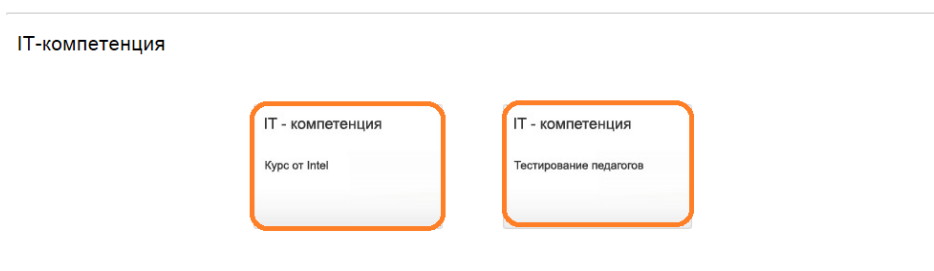 IT-компетенция
IT - компетенция
Курс от Intel
IT - компетенция
Тестирование педагогов